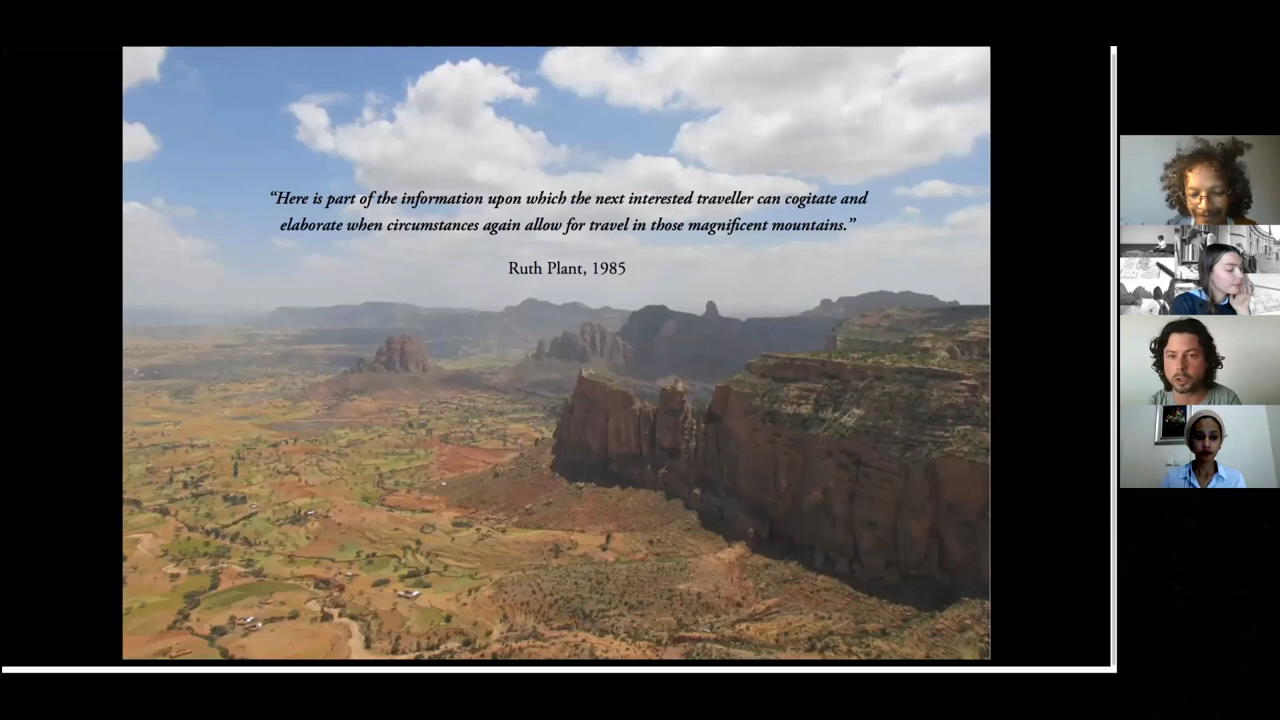 “Here is part of the information upon which the next interested traveller can cogitate and
elaborate when circumstances again allow for travel in those magnificent mountains.”
Ruth Plant, 1985